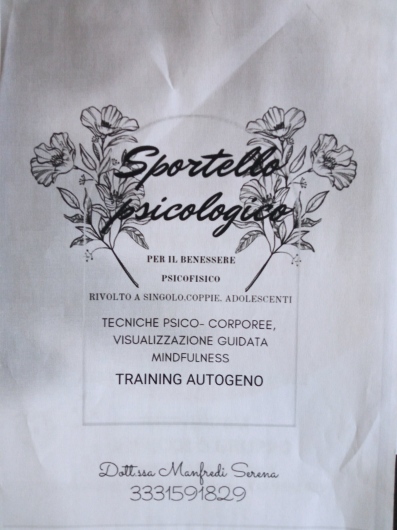 Sportello
psicologico
PER IL BENESSERE
PSICOFISICO
RIVOLTO A SINGOLO.COPPIE. ADOLESCENTI
TECNICHE PSICO- CORPOREE,
VISUALIZZAZIONE GUIDATA
MINDFULNESS
TRAINING AUTOGENO
Dott.ssa Manfredi Serena
3331591829